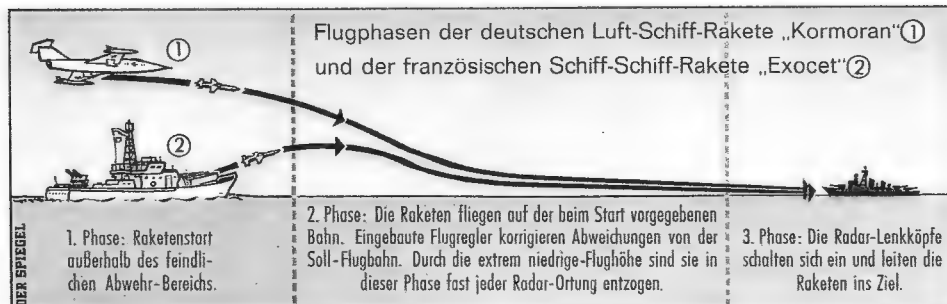 Flugphasen der deutschen Luft-Schiff-Rakete „Kormoran“①
und der französischen Schiff-Schiff-Rakete „Exocet“②
①
②
1. Phase: Raketenstart
außerhalb des feindli-
chen Abwehr-Bereichs.
2. Phase: Die Raketen fliegen auf der beim Start vorgegebenen
Bahn. Eingebaute Flugregler korrigieren Abweichungen von der
Soll-Flugbahn. Durch die extrem niedrige-Flughöhe sind sie in
dieser Phase fast jeder Radar-Ortung entzogen.
3. Phase: Die Radar-Lenkköpfe
schalten sich ein und leiten die
Raketen ins Ziel.
DER SPIEGEL